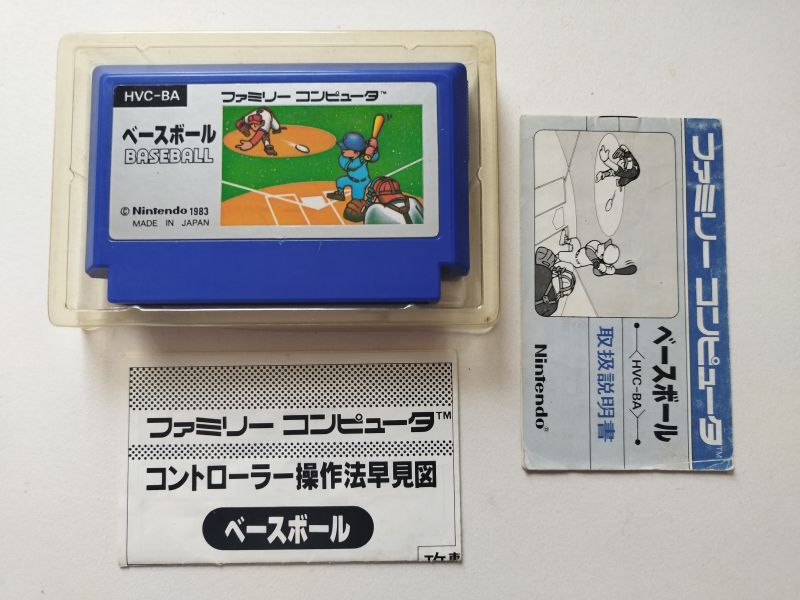 HVC-BA
ファミリー コンピュータ™
ベースボール
BASEBALL
© Nintendo 1983
MADE IN JAPAN
ファミリー コンピュータ™
ベースボール
〈HVC-BA〉
取扱説明書
Nintendo®
ファミリー コンピュータ™
コントローラー操作法早見図
ベースボール